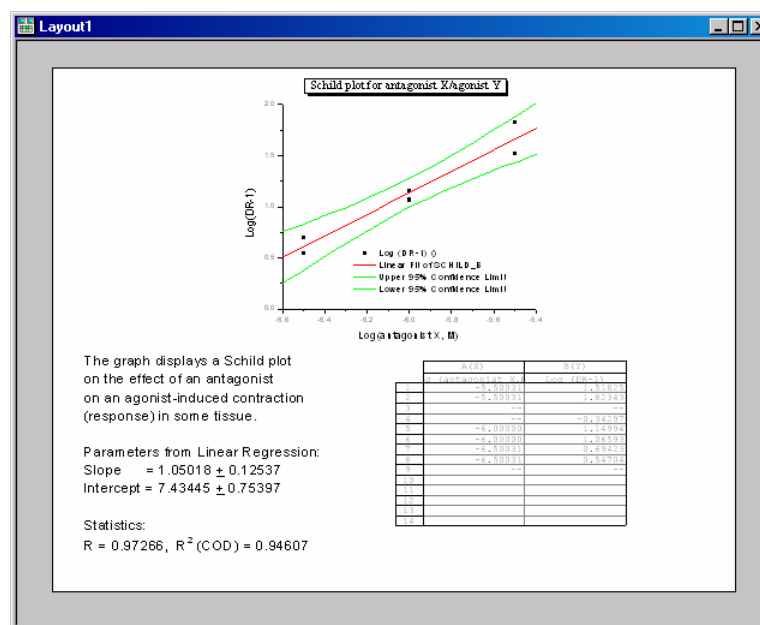 Layout1
Schild plot for antagonist X/agonist Y
2.0
1.5
1.0
0.5
0.0
Log(DR-1)
Log (DR-1) ()
Linear Fit of SCHILD_B
Upper 95% Confidence Limit
Lower 95% Confidence Limit
-6.6 -6.4 -6.2 -6.0 -5.8 -5.6 -5.4
Log(antagonist X, M)
The graph displays a Schild plot
on the effect of an antagonist
on an agonist-induced contraction
(response) in some tissue.
Parameters from Linear Regression:
Slope = 1.05018 ± 0.12537
Intercept = 7.43445 ± 0.75397
Statistics:
R = 0.97266, R²(COD) = 0.94607
A(X) B(Y)
(antagonist X, Log (DR-1)
1 -5.50031 1.51825
2 -5.50031 1.82343
3 -- --
4 -- -0.34297
5 -6.00000 1.14994
6 -6.00000 1.06593
7 -6.50031 0.69423
8 -6.50031 0.54704
9 -- --
10
11
12
13
14